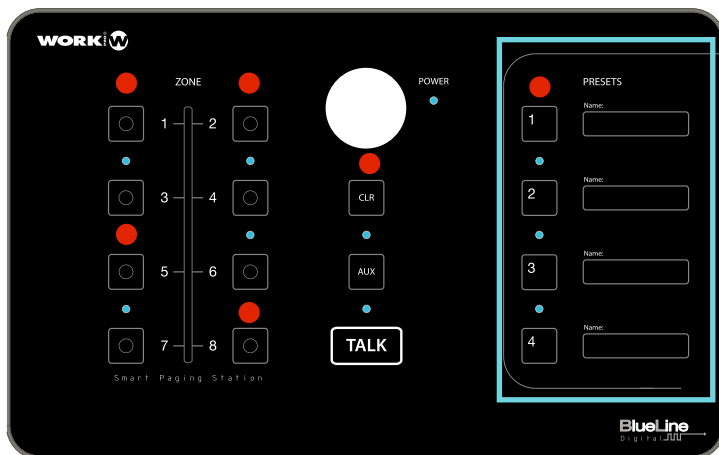 WORK W
ZONE
POWER
PRESETS
Name:
1
1 2
CLR
Name:
2
3 4
AUX
Name:
3
5 6
TALK
Name:
4
7 8
Smart Paging Station
BlueLine
Digital